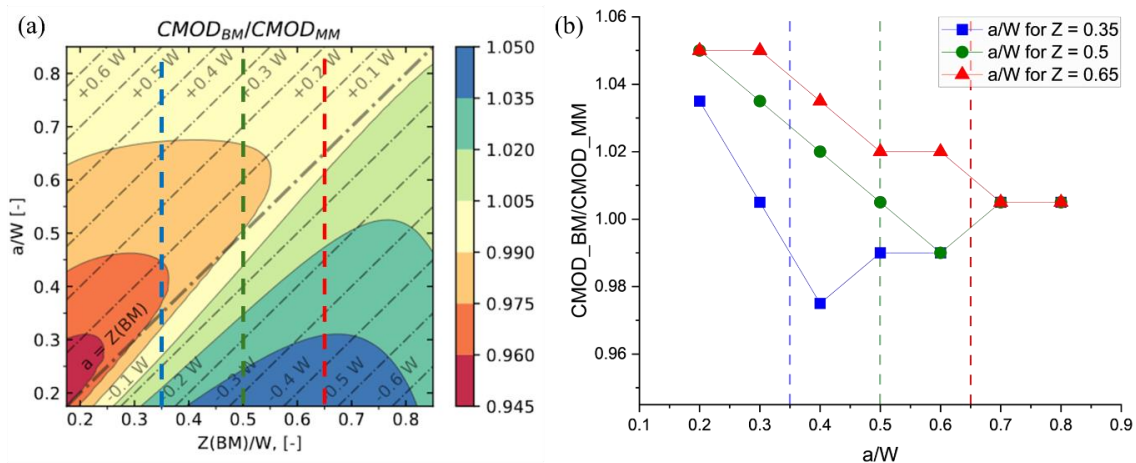 (a)
CMOD_BM/CMOD_MM
+0.6 W
+0.5 W
+0.4 W
+0.3 W
+0.2 W
+0.1 W
a = Z(BM)
-0.1 W
-0.2 W
-0.3 W
-0.4 W
-0.5 W
-0.6 W
0.8
0.7
0.6
0.5
0.4
0.3
0.2
a/W [-]
0.2 0.3 0.4 0.5 0.6 0.7 0.8
Z(BM)/W, [-]
1.050
1.035
1.020
1.005
0.990
0.975
0.960
0.945
(b)
1.06
1.04
1.02
1.00
0.98
0.96
CMOD_BM/CMOD_MM
a/W for Z = 0.35
a/W for Z = 0.5
a/W for Z = 0.65
0.1 0.2 0.3 0.4 0.5 0.6 0.7 0.8 0.9
a/W